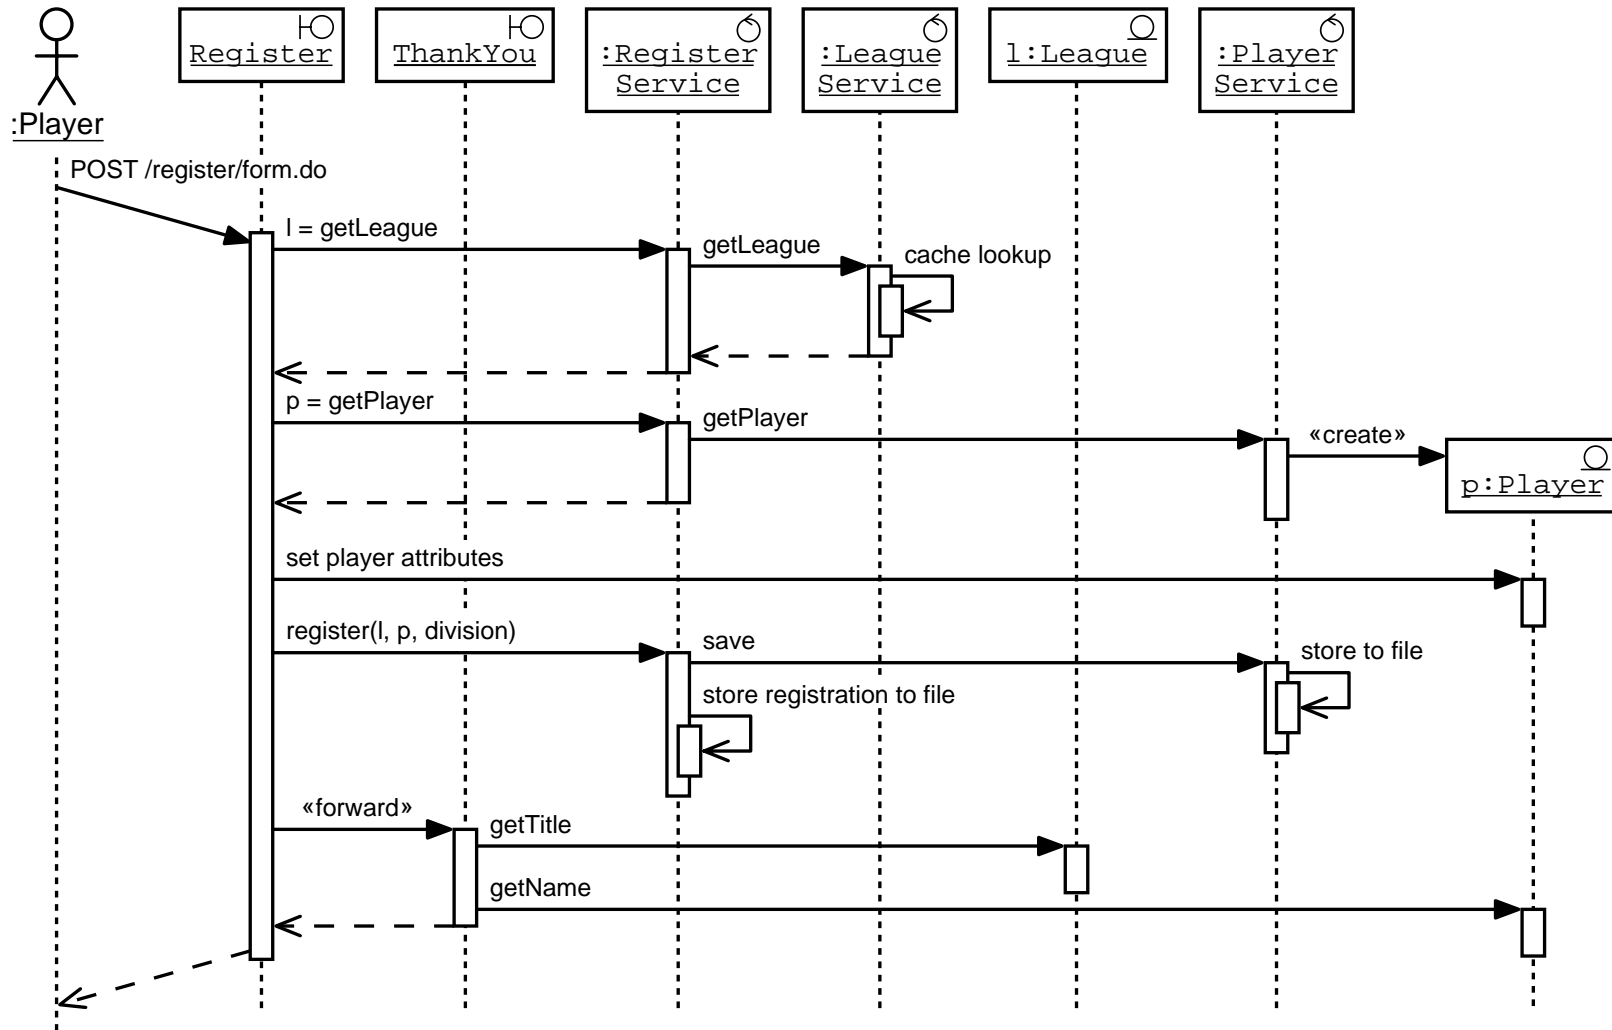 Register
ThankYou
:Register
Service
:League
Service
l:League
:Player
Service
:Player
POST /register/form.do
l = getLeague
getLeague
cache lookup
p = getPlayer
getPlayer
«create»
p:Player
set player attributes
register(l, p, division)
save
store to file
store registration to file
«forward»
getTitle
getName